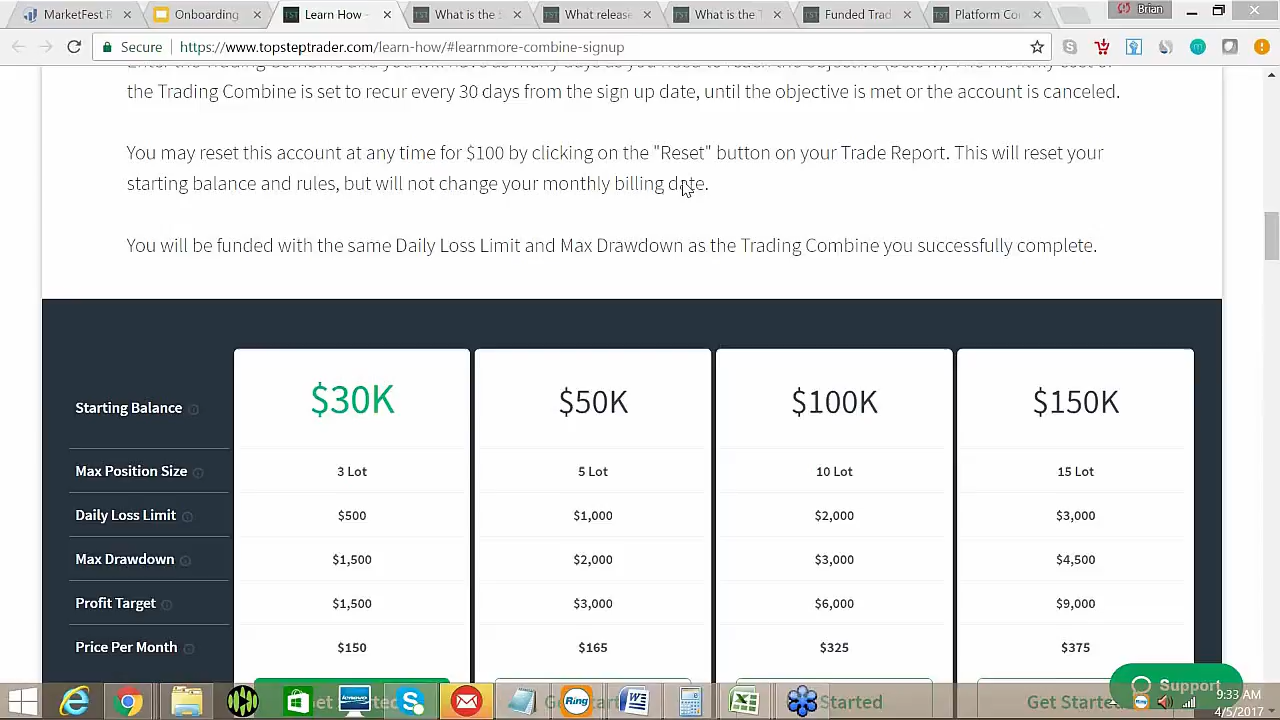 MarketFes
Onboarding
Learn How -
What is the
What release
What is the T
Funded Trad
Platform Co
Brian
Secure
https://www.topsteptrader.com/learn-how/#learnmore-combine-signup
the Trading Combine is set to recur every 30 days from the sign up date, until the objective is met or the account is canceled.
You may reset this account at any time for $100 by clicking on the "Reset" button on your Trade Report. This will reset your
starting balance and rules, but will not change your monthly billing date.
You will be funded with the same Daily Loss Limit and Max Drawdown as the Trading Combine you successfully complete.
Starting Balance $30K $50K $100K $150K
Max Position Size 3 Lot 5 Lot 10 Lot 15 Lot
Daily Loss Limit $500 $1,000 $2,000 $3,000
Max Drawdown $1,500 $2,000 $3,000 $4,500
Profit Target $1,500 $3,000 $6,000 $9,000
Price Per Month $150 $165 $325 $375
Support
Started
Get Started
Ring
9:33 AM
4/5/2017